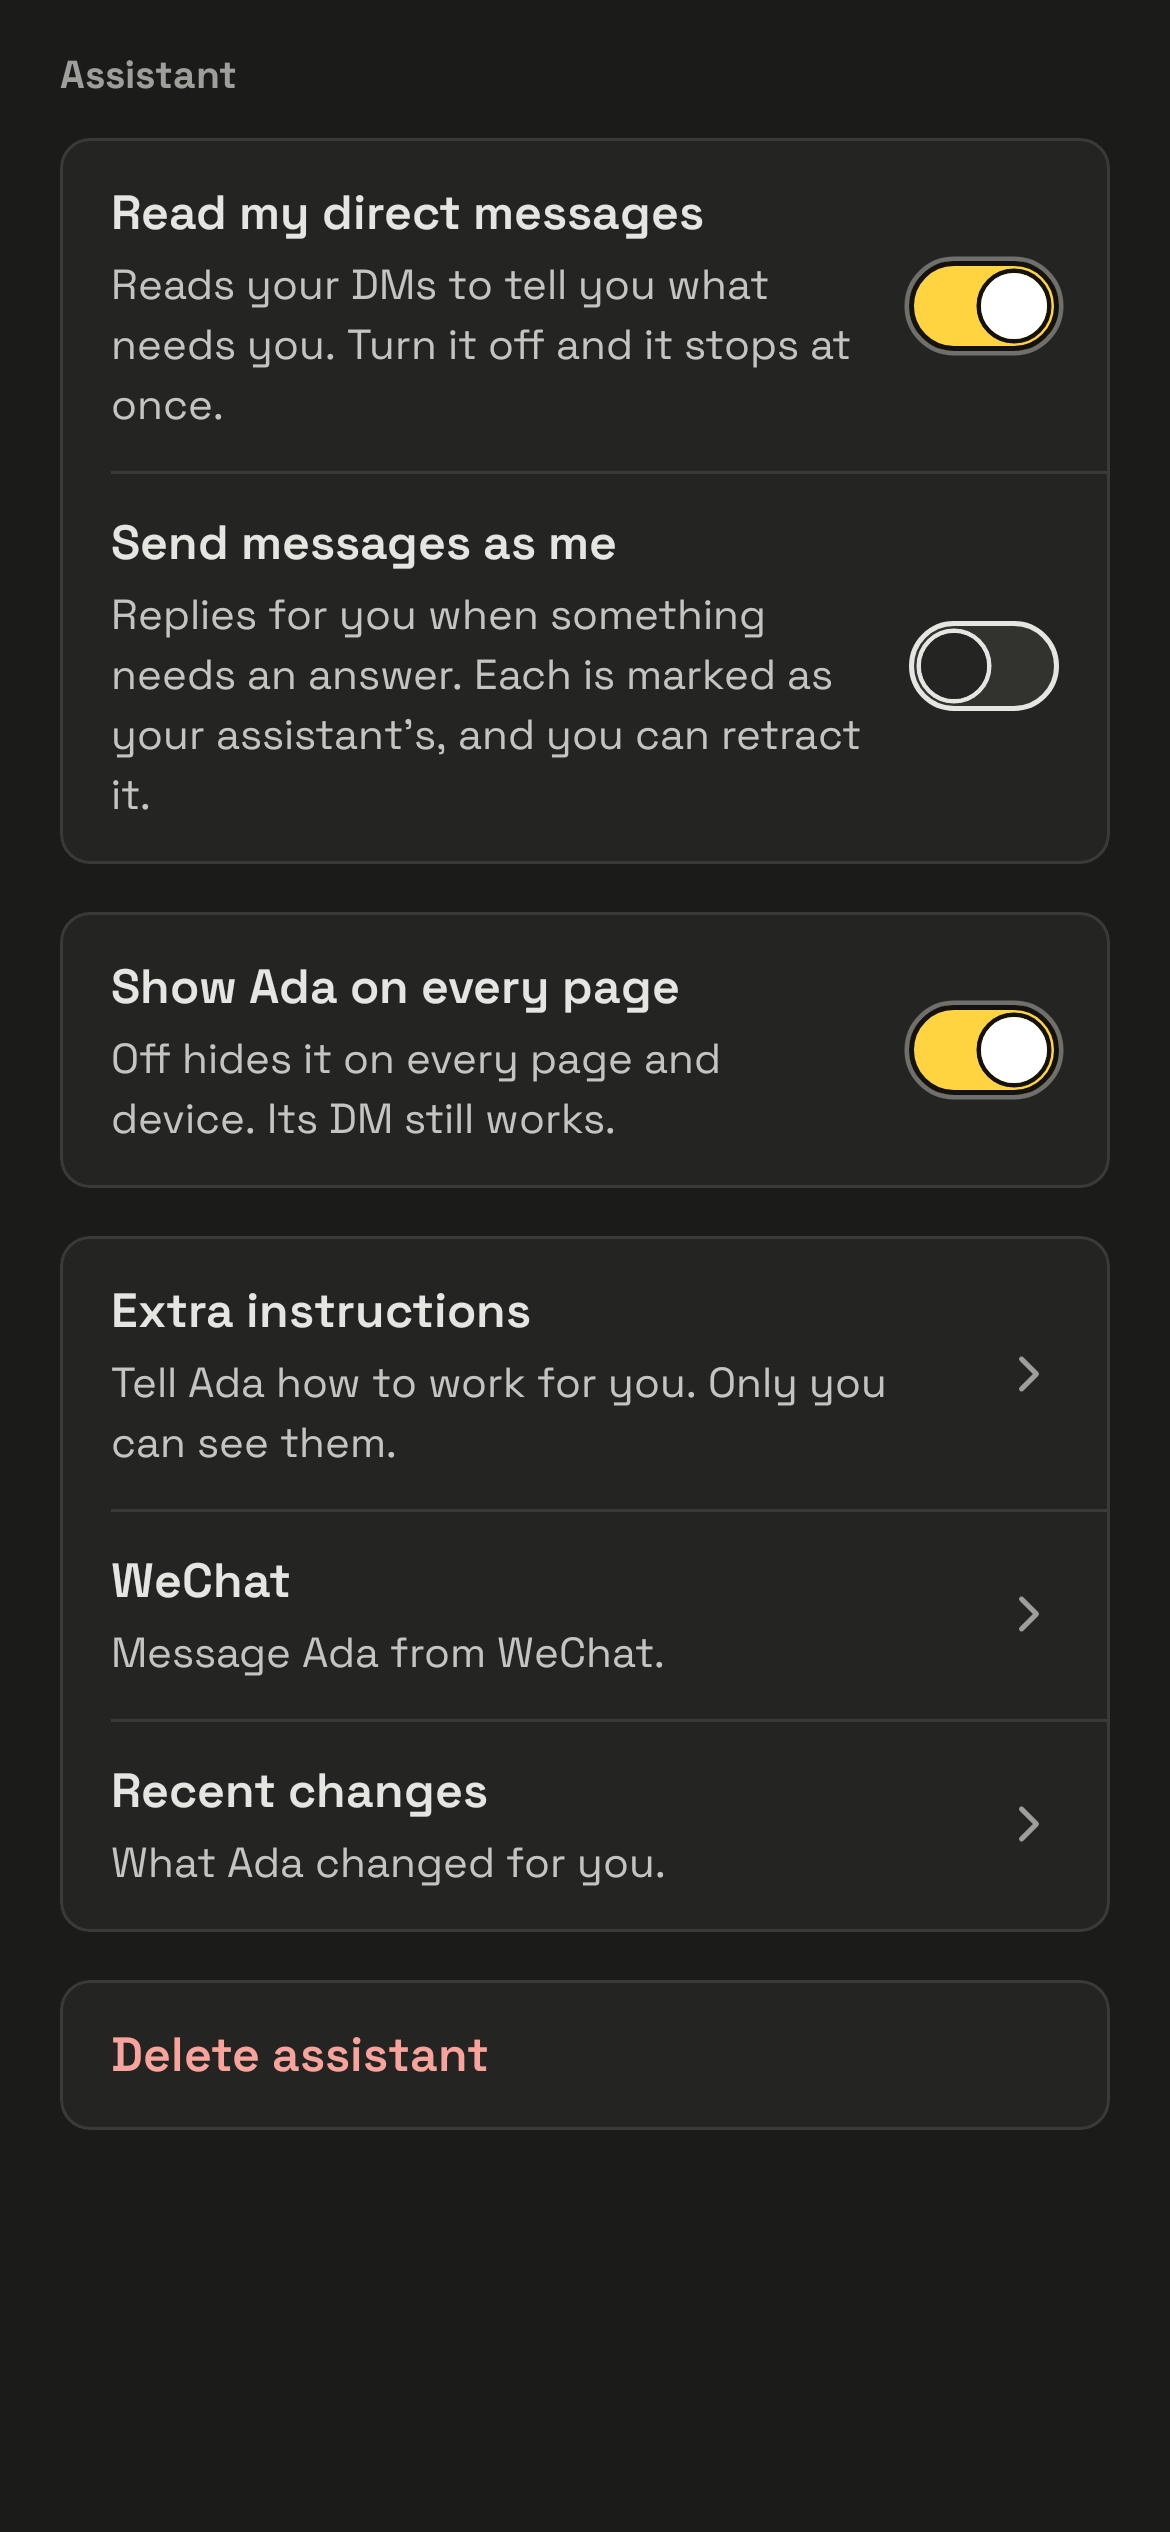 Assistant
Read my direct messages
Reads your DMs to tell you what
needs you. Turn it off and it stops at
once.
Send messages as me
Replies for you when something
needs an answer. Each is marked as
your assistant’s, and you can retract
it.
Show Ada on every page
Off hides it on every page and
device. Its DM still works.
Extra instructions
Tell Ada how to work for you. Only you
can see them.
WeChat
Message Ada from WeChat.
Recent changes
What Ada changed for you.
Delete assistant